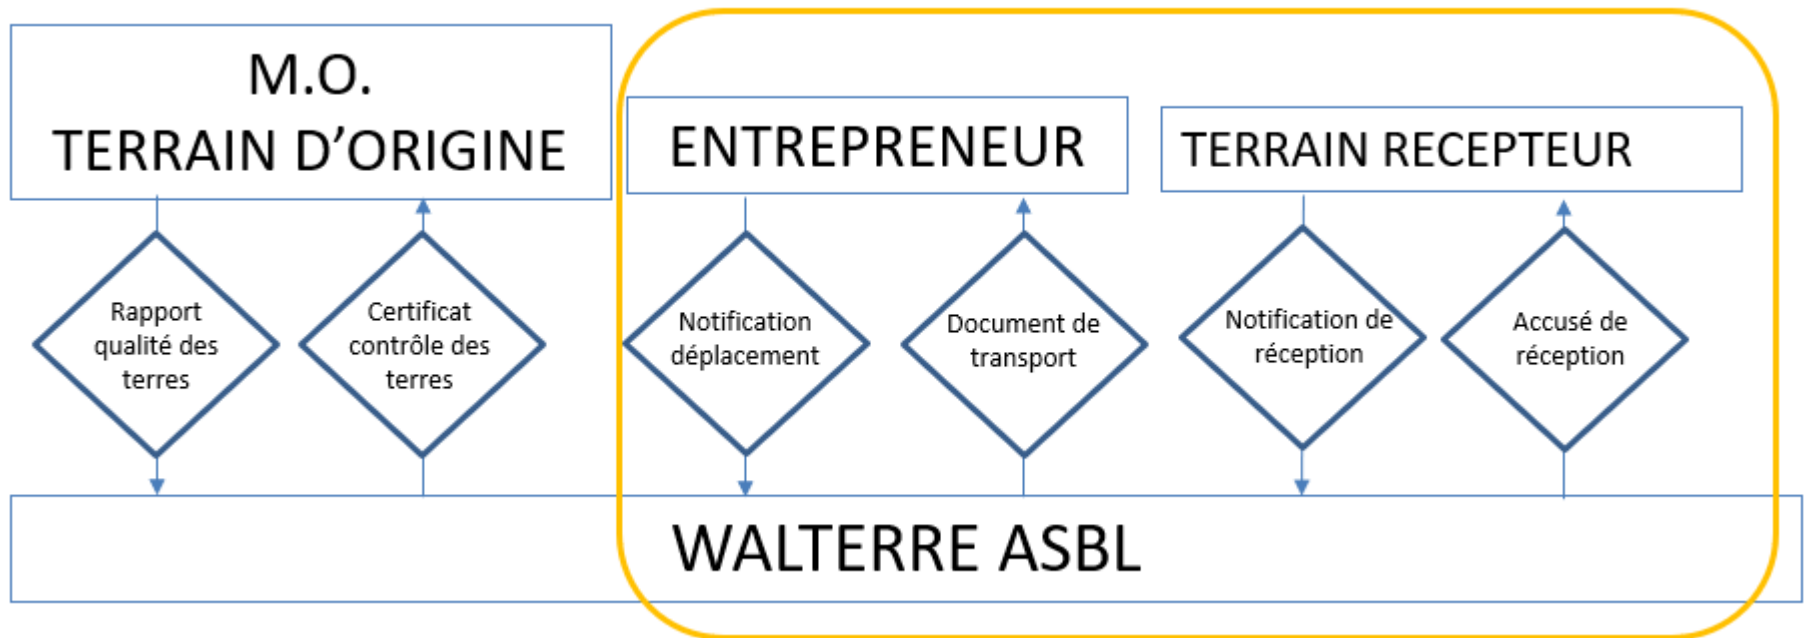 M.O.
TERRAIN D’ORIGINE
ENTREPRENEUR
TERRAIN RECEPTEUR
Rapport
qualité des
terres
Certificat
contrôle des
terres
Notification
déplacement
Document de
transport
Notification de
réception
Accusé de
réception
WALTERRE ASBL